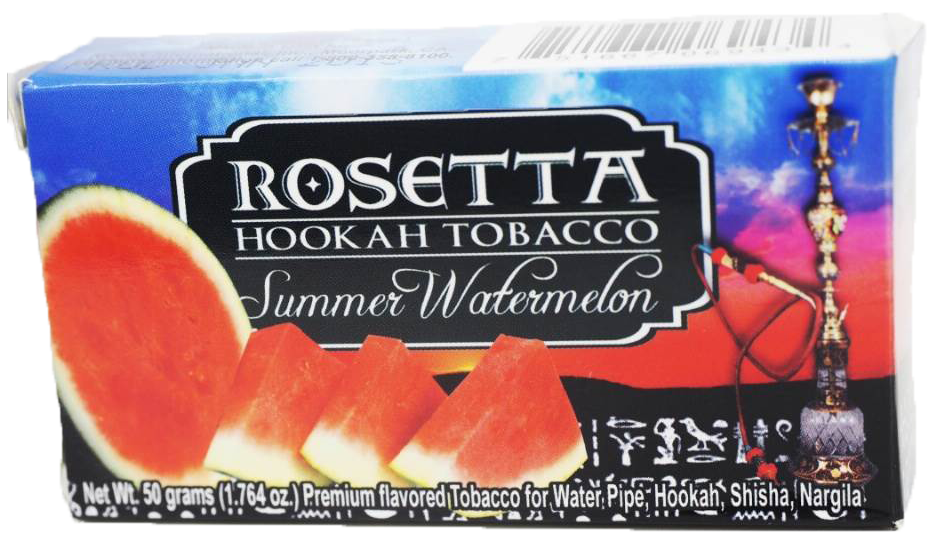 ROSETTA
HOOKAH TOBACCO
Summer Watermelon
Net Wt. 50 grams (1.764 oz.) Premium flavored Tobacco for Water Pipe, Hookah, Shisha, Nargila